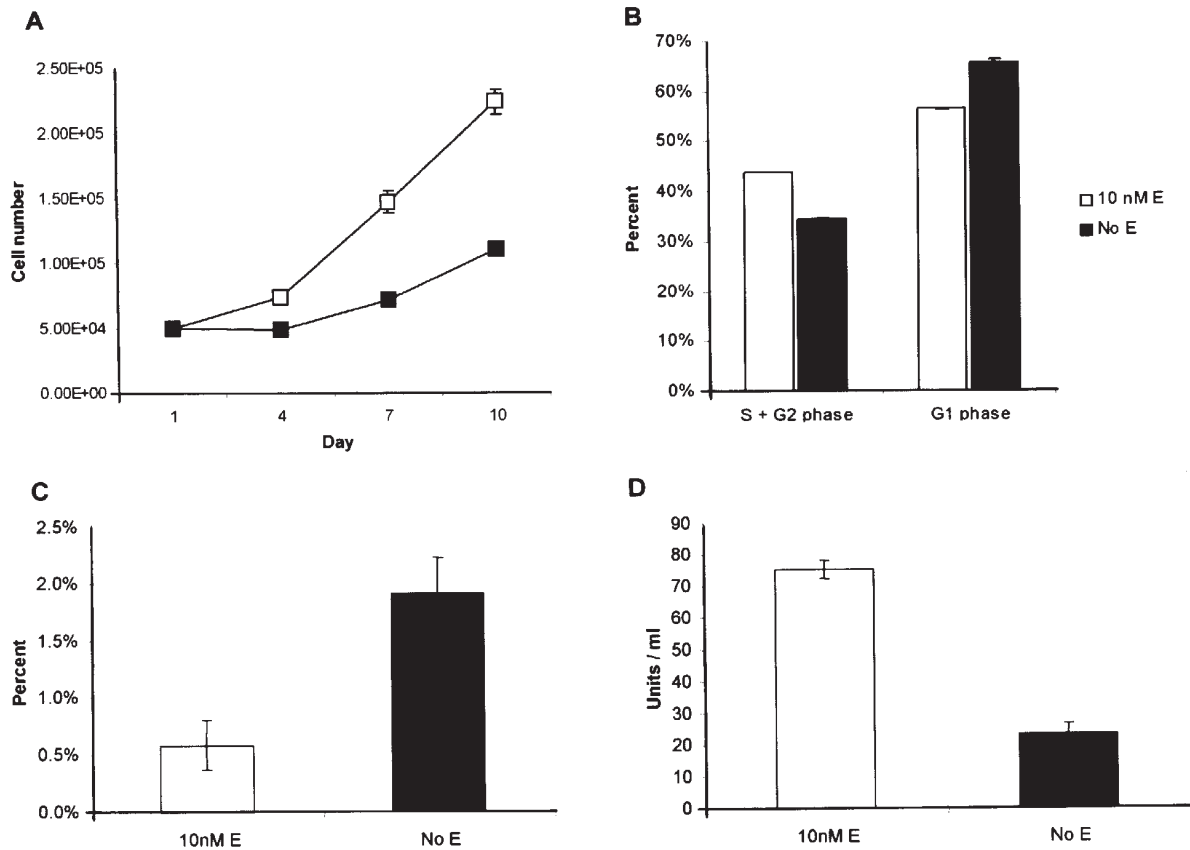 A
2.50E+05
2.00E+05
1.50E+05
1.00E+05
5.00E+04
0.00E+00
Cell number
1 4 7 10
Day
B
70%
60%
50%
40%
30%
20%
10%
0%
Percent
S + G2 phase G1 phase
10 nM E
No E
C
2.5%
2.0%
1.5%
1.0%
0.5%
0.0%
Percent
10nM E No E
D
90
80
70
60
50
40
30
20
10
0
Units / ml
10nM E No E